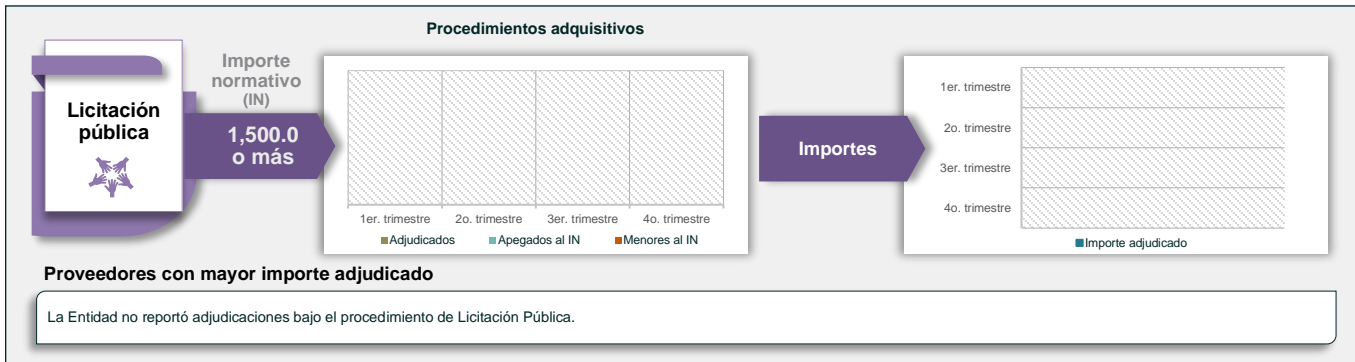 Procedimientos adquisitivos
Licitación
pública
Importe
normativo
(IN)
1,500.0
o más
1er. trimestre
2o. trimestre
3er. trimestre
4o. trimestre
Adjudicados
Apegados al IN
Menores al IN
Importes
1er. trimestre
2o. trimestre
3er. trimestre
4o. trimestre
Importe adjudicado
Proveedores con mayor importe adjudicado
La Entidad no reportó adjudicaciones bajo el procedimiento de Licitación Pública.